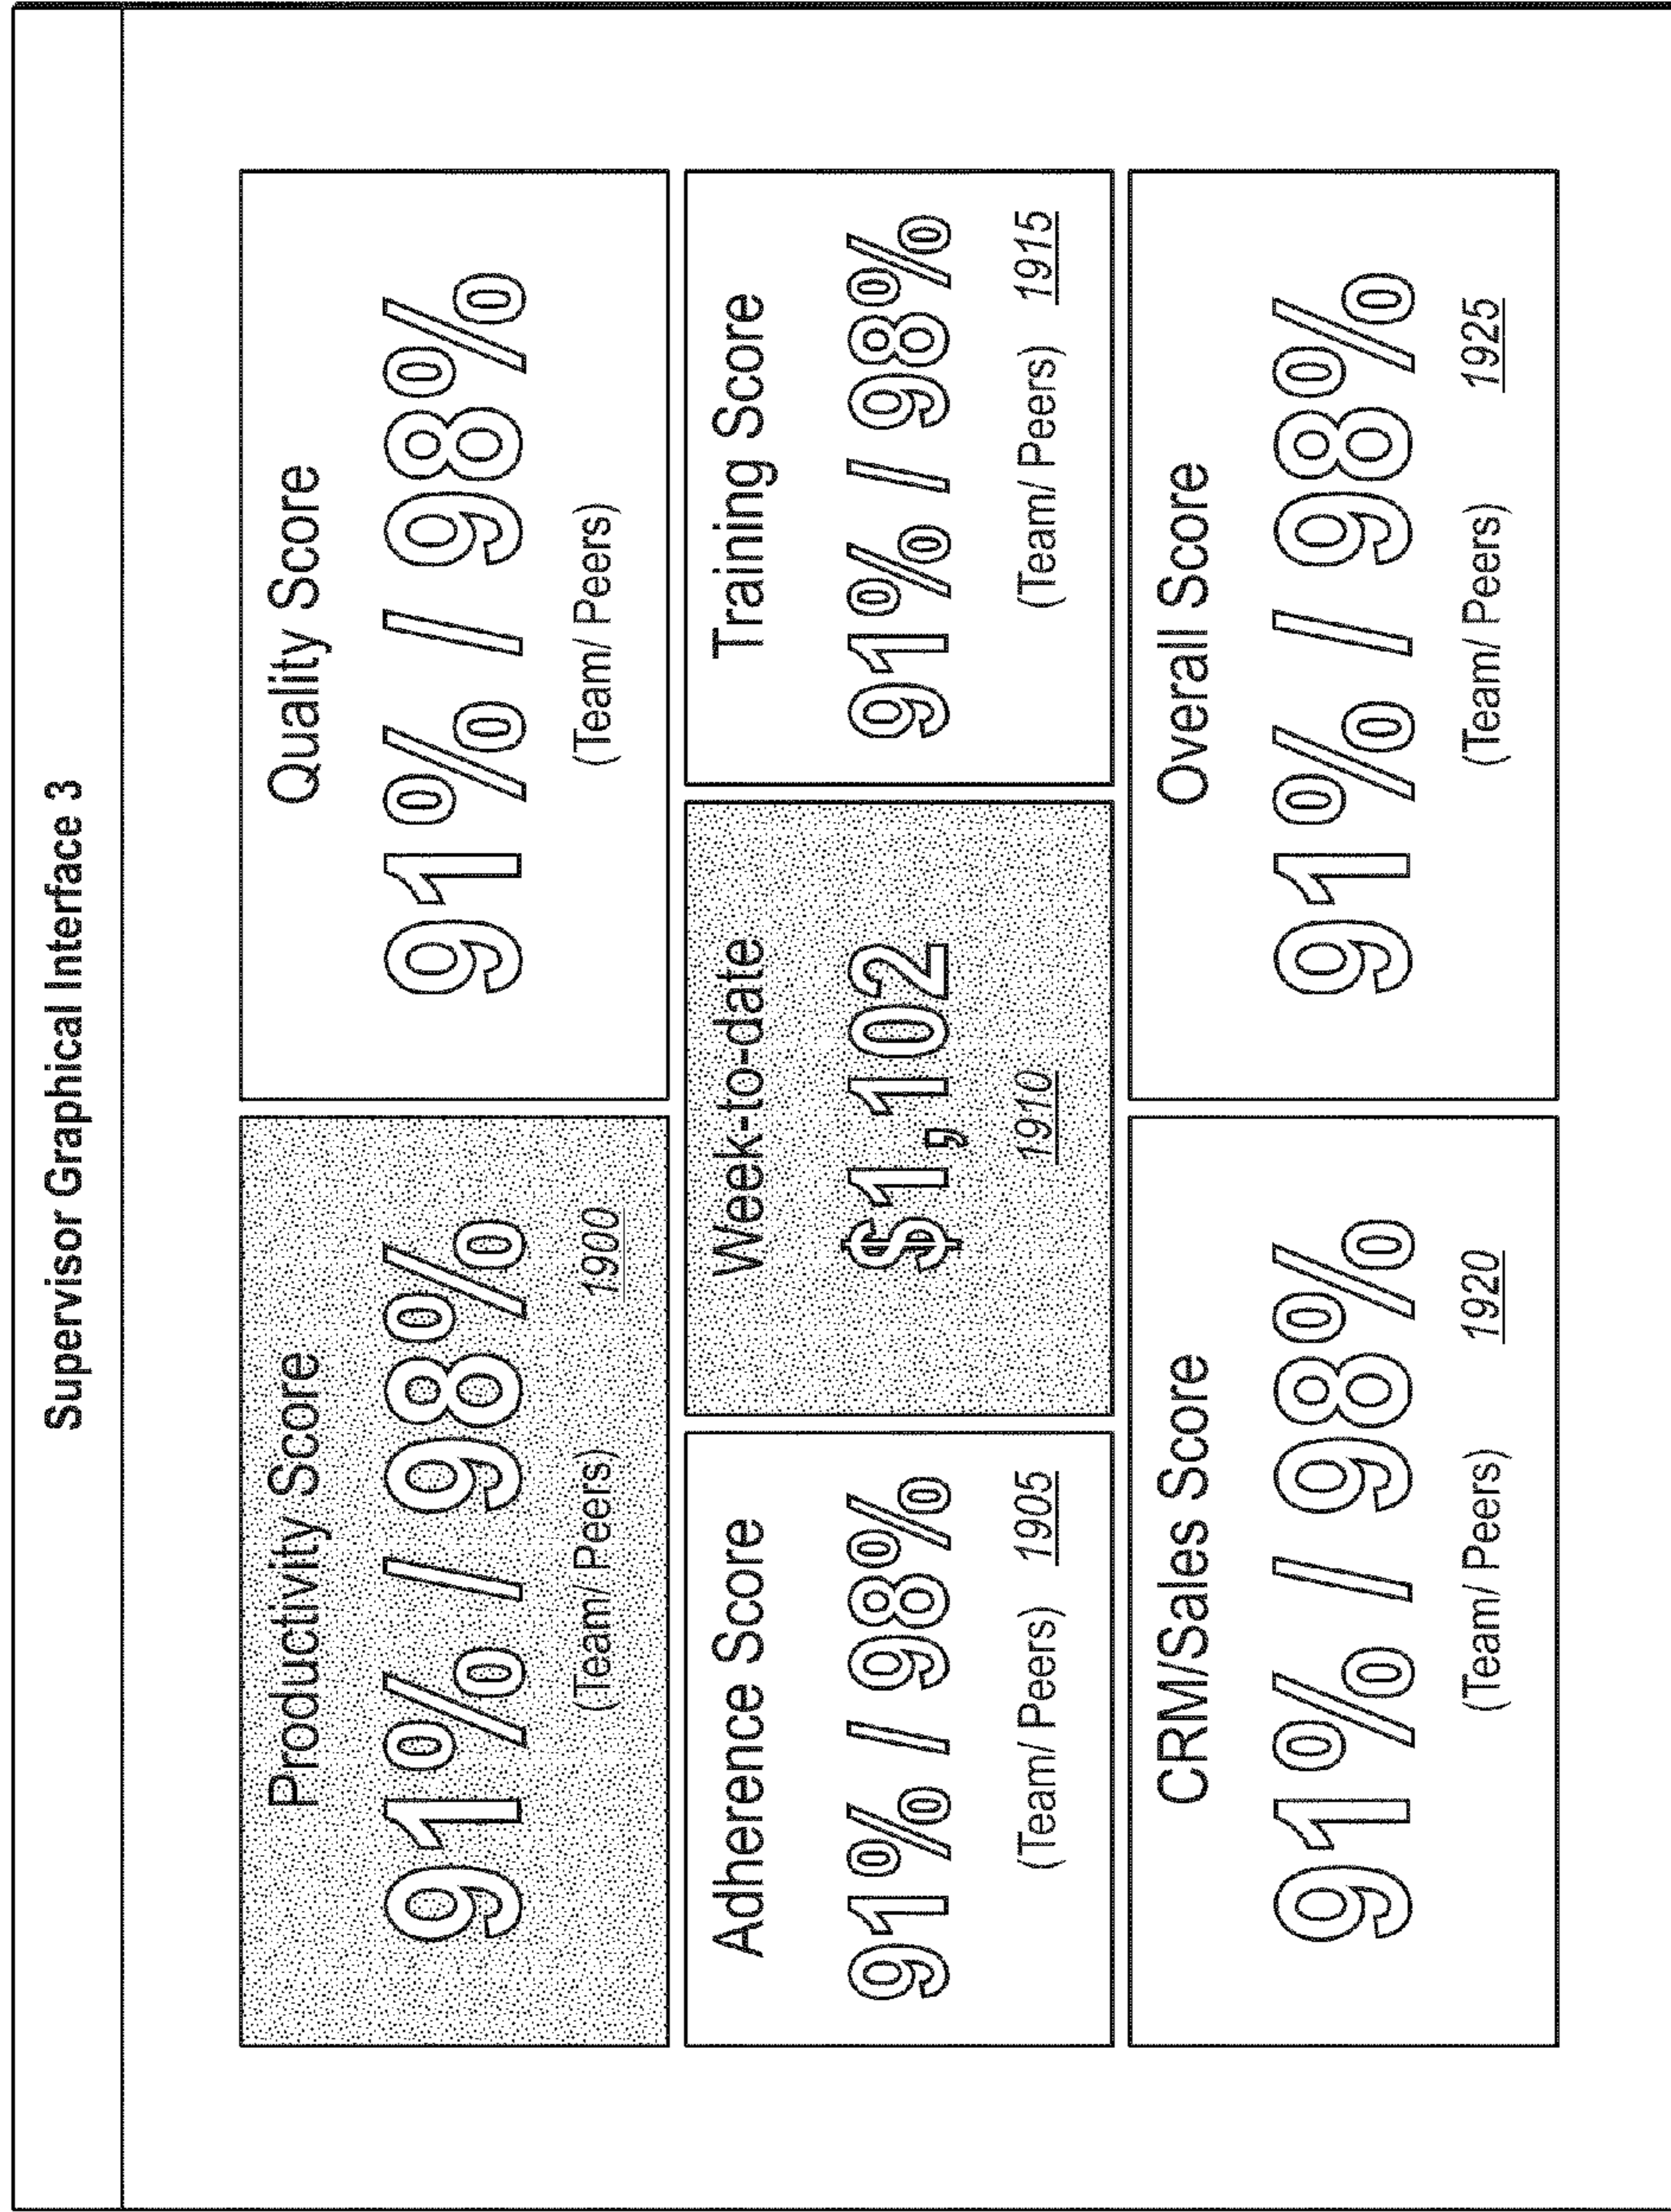 Supervisor Graphical Interface 3
Productivity Score
91% / 98%
(Team/ Peers) 1900
Quality Score
91% / 98%
(Team/ Peers)
Adherence Score
91% / 98%
(Team/ Peers) 1905
Week-to-date
$1,102
1910
Training Score
91% / 98%
(Team/ Peers) 1915
CRM/Sales Score
91% / 98%
(Team/ Peers) 1920
Overall Score
91% / 98%
(Team/ Peers) 1925